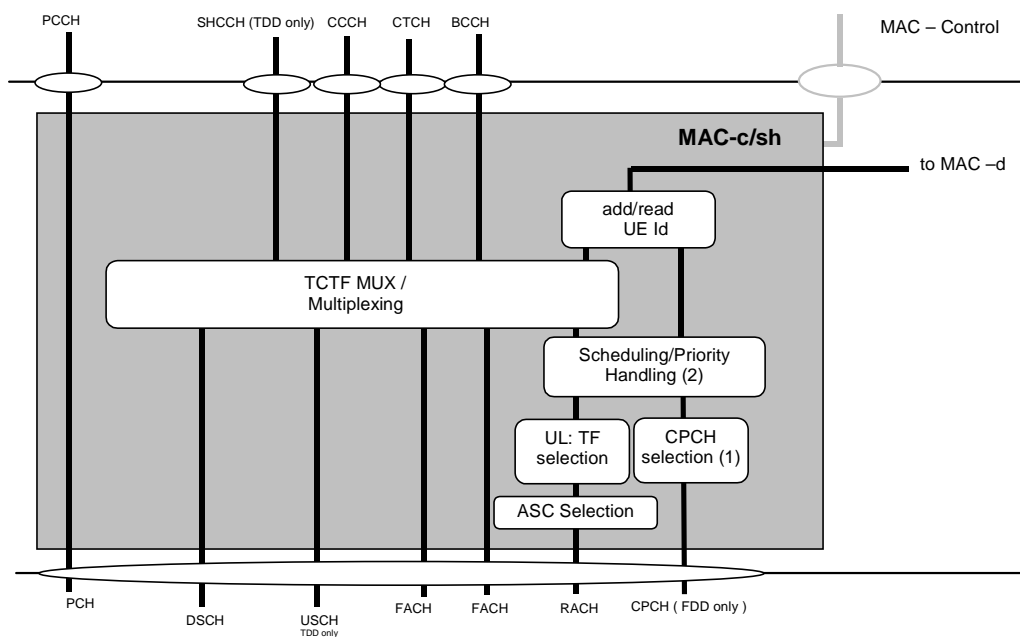 PCCH
SHCCH (TDD only)
CCCH
CTCH
BCCH
MAC – Control
MAC-c/sh
to MAC –d
add/read
UE Id
TCTF MUX /
Multiplexing
Scheduling/Priority
Handling (2)
UL: TF
selection
CPCH
selection (1)
ASC Selection
PCH
DSCH
USCH
TDD only
FACH
FACH
RACH
CPCH ( FDD only )